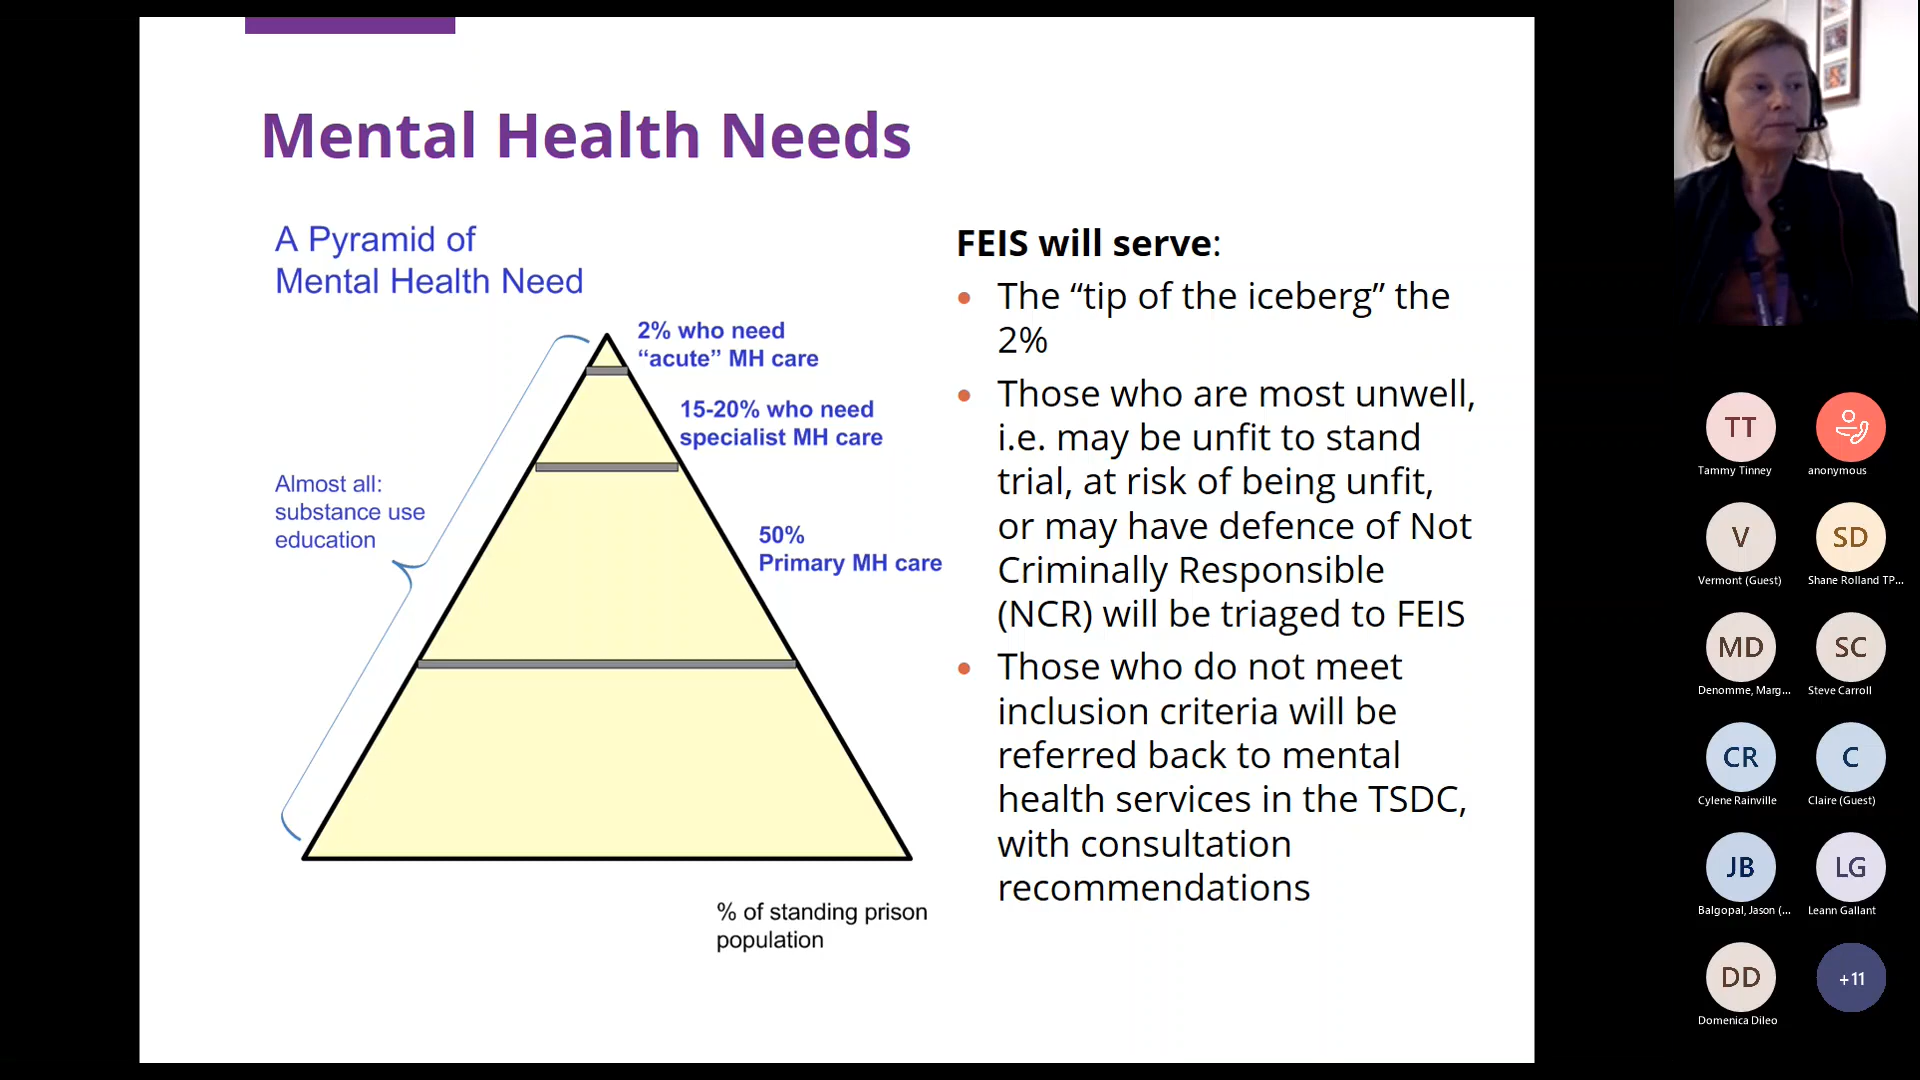 Mental Health Needs
A Pyramid of
Mental Health Need
2% who need
“acute” MH care
15-20% who need
specialist MH care
Almost all:
substance use
education
50%
Primary MH care
% of standing prison
population
FEIS will serve:
• The “tip of the iceberg” the
2%
• Those who are most unwell,
i.e. may be unfit to stand
trial, at risk of being unfit,
or may have defence of Not
Criminally Responsible
(NCR) will be triaged to FEIS
• Those who do not meet
inclusion criteria will be
referred back to mental
health services in the TSDC,
with consultation
recommendations
TT
Tammy Tinney
anonymous
V
Vermont (Guest)
SD
Shane Rolland TP...
MD
Denomme, Marg...
SC
Steve Carroll
CR
Cylene Rainville
C
Claire (Guest)
JB
Balgopal, Jason (...
LG
Leann Gallant
DD
Domenica Dileo
+11